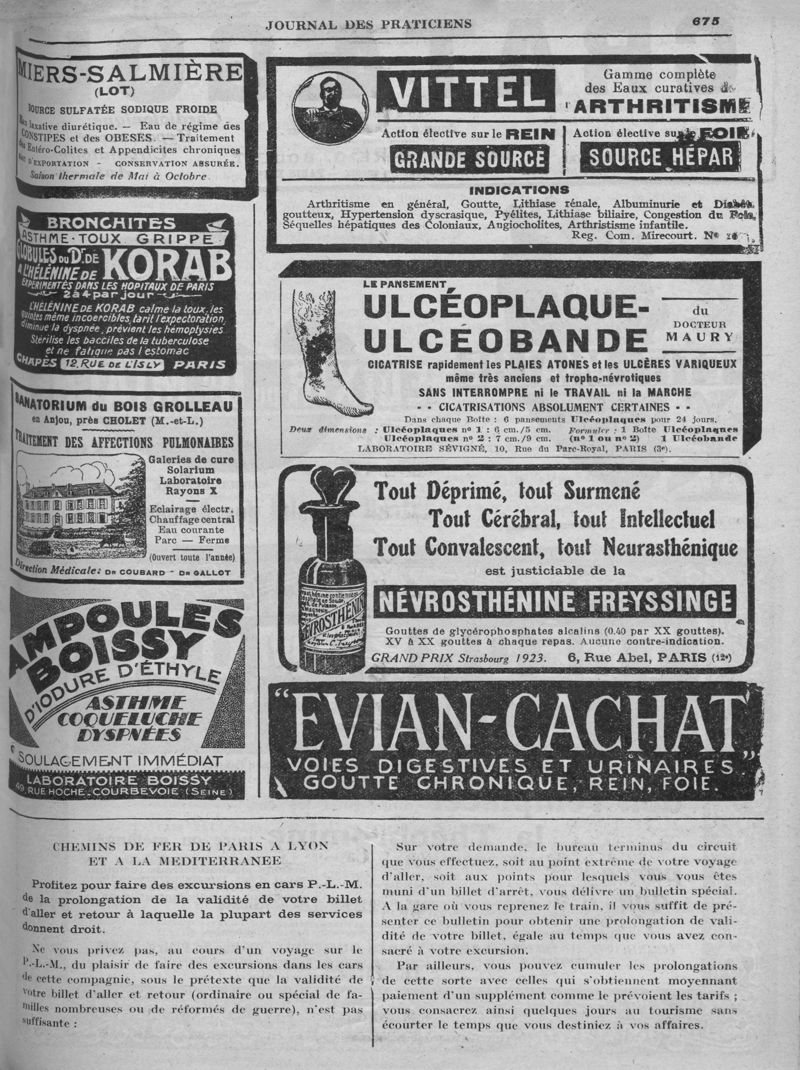 JOURNAL DES PRATICIENS
675
MIERS-SALMIÈRE
(LOT)
SOURCE SULFATÉE SODIQUE FROIDE
laxative diurétique. — Eau de régime des
CONSTIPES et des OBESES. — Traitement
Entéro-Colites et Appendicites chroniques
D'EXPORTATION - CONSERVATION ASSURÉE.
Saison thermale de Mai à Octobre.
BRONCHITES
ASTHME·TOUX GRIPPE
GLOBULES DU Dr. DE
A L'HÉLÉNINE DE KORAB
EXPÉRIMENTÉS DANS LES HOPITAUX DE PARIS
2 à 4 par jour
L'HÉLÉNINE DE KORAB calme la toux, les
quintes même incoercibles, tarit l'expectoration,
diminue la dyspnée, prévient les hémoptysies.
Stérilise les baccilles de la tuberculose
et ne fatigue pas l'estomac
CHAPES 12, RUE DE L'ISLY PARIS
SANATORIUM du BOIS GROLLEAU
en Anjou, près CHOLET (M.-et-L.)
TRAITEMENT DES AFFECTIONS PULMONAIRES
Galeries de cure
Solarium
Laboratoire
Rayons X
Eclairage électr.
Chauffage central
Eau courante
Parc — Ferme
(Ouvert toute l'année)
Direction Médicale: DR COUBARD - DR GALLOT
AMPOULES
BOISSY
D'IODURE D'ÉTHYLE
ASTHME
COQUELUCHE
DYSPNÉES
SOULAGEMENT IMMÉDIAT
LABORATOIRE BOISSY
49, RUE HOCHE, COURBEVOIE (SEINE)
VITTEL
Gamme complète
des Eaux curatives de
l'ARTHRITISME
Action élective sur le REIN
GRANDE SOURCE
Action élective sur le FOIE
SOURCE HÉPAR
INDICATIONS
Arthritisme en général, Goutte, Lithiase rénale, Albuminurie et Diabète
goutteux, Hypertension dyscrasique, Pyélites, Lithiase biliaire, Congestion du Foie,
Séquelles hépatiques des Coloniaux, Angiocholites, Arthristisme infantile.
Reg. Com. Mirecourt. No
LE PANSEMENT
ULCÉOPLAQUE-
ULCÉOBANDE
du
DOCTEUR
MAURY
CICATRISE rapidement les PLAIES ATONES et les ULCÈRES VARIQUEUX
même très anciens et tropho-névrotiques
SANS INTERROMPRE ni le TRAVAIL ni la MARCHE
- - CICATRISATIONS ABSOLUMENT CERTAINES - -
Dans chaque Boîte : 6 pansements Ulcéoplaques pour 24 jours.
Deux dimensions : Ulcéoplaques no 1 : 6 cm./5 cm. Formuler : 1 Boîte Ulcéoplaques
Ulcéoplaques no 2 : 7 cm./9 cm. (no 1 ou no 2) 1 Ulcéobande
LABORATOIRE SÉVIGNÉ, 10, Rue du Parc-Royal, PARIS (3e).
Tout Déprimé, tout Surmené
Tout Cérébral, tout Intellectuel
Tout Convalescent, tout Neurasthénique
est justiciable de la
NÉVROSTHÉNINE FREYSSINGE
Gouttes de glycérophosphates alcalins (0.40 par XX gouttes).
XV à XX gouttes à chaque repas. Aucune contre-indication.
GRAND PRIX Strasbourg 1923. 6, Rue Abel, PARIS (12e)
"EVIAN-CACHAT"
VOIES DIGESTIVES ET URINAIRES
GOUTTE CHRONIQUE, REIN, FOIE.
CHEMINS DE FER DE PARIS A LYON
ET A LA MEDITERRANEE
Profitez pour faire des excursions en cars P.-L.-M.
de la prolongation de la validité de votre billet
d'aller et retour à laquelle la plupart des services
donnent droit.
Ne vous privez pas, au cours d'un voyage sur le
P.-L.-M., du plaisir de faire des excursions dans les cars
de cette compagnie, sous le prétexte que la validité de
votre billet d'aller et retour (ordinaire ou spécial de fa-
milles nombreuses ou de réformés de guerre), n'est pas
suffisante :
Sur votre demande, le bureau terminus du circuit
que vous effectuez, soit au point extrême de votre voyage
d'aller, soit aux points pour lesquels vous vous êtes
muni d'un billet d'arrêt, vous délivre un bulletin spécial.
A la gare où vous reprenez le train, il vous suffit de pré-
senter ce bulletin pour obtenir une prolongation de vali-
dité de votre billet, égale au temps que vous avez con-
sacré à votre excursion.
Par ailleurs, vous pouvez cumuler les prolongations
de cette sorte avec celles qui s'obtiennent moyennant
paiement d'un supplément comme le prévoient les tarifs ;
vous consacrez ainsi quelques jours au tourisme sans
écourter le temps que vous destiniez à vos affaires.